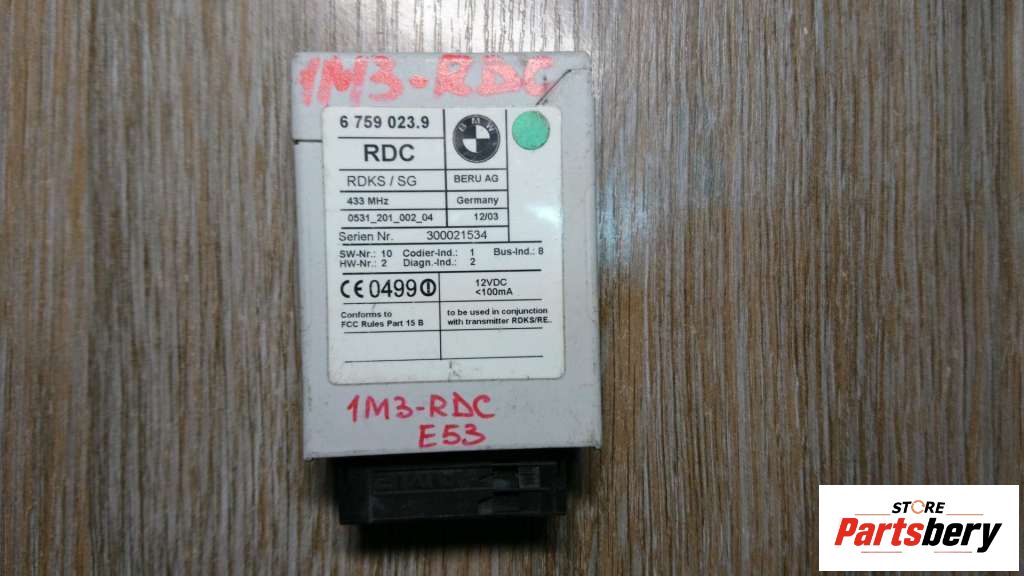 1M3-RDC
6 759 023.9
BMW
RDC
RDKS / SG
BERU AG
433 MHz
Germany
0531_201_002_04
12/03
Serien Nr. 300021534
SW-Nr.: 10 Codier-ind.: 1 Bus-Ind.: 8
HW-Nr.: 2 Diagn.-Ind.: 2
CE 0499
12VDC
<100mA
Conforms to
FCC Rules Part 15 B
to be used in conjunction
with transmitter RDKS/RE..
1M3-RDC
E53
STORE
Partsbery